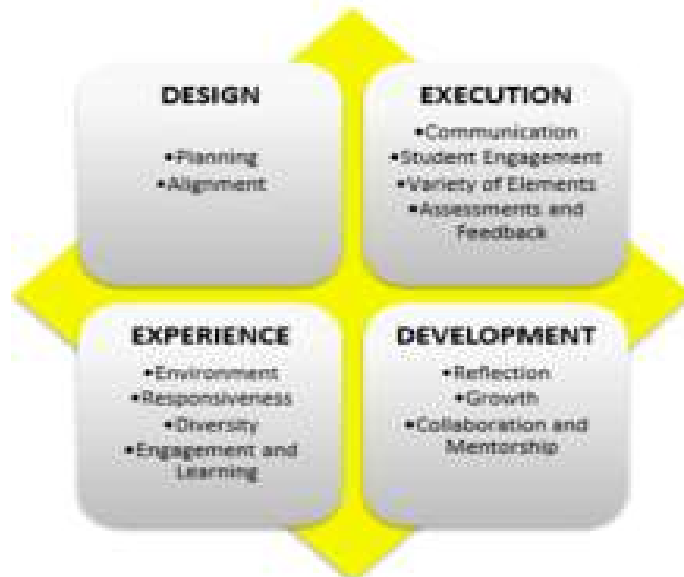 DESIGN
•Planning
•Alignment
EXECUTION
•Communication
•Student Engagement
•Variety of Elements
•Assessments and
Feedback
EXPERIENCE
•Environment
•Responsiveness
•Diversity
•Engagement and
Learning
DEVELOPMENT
•Reflection
•Growth
•Collaboration and
Mentorship